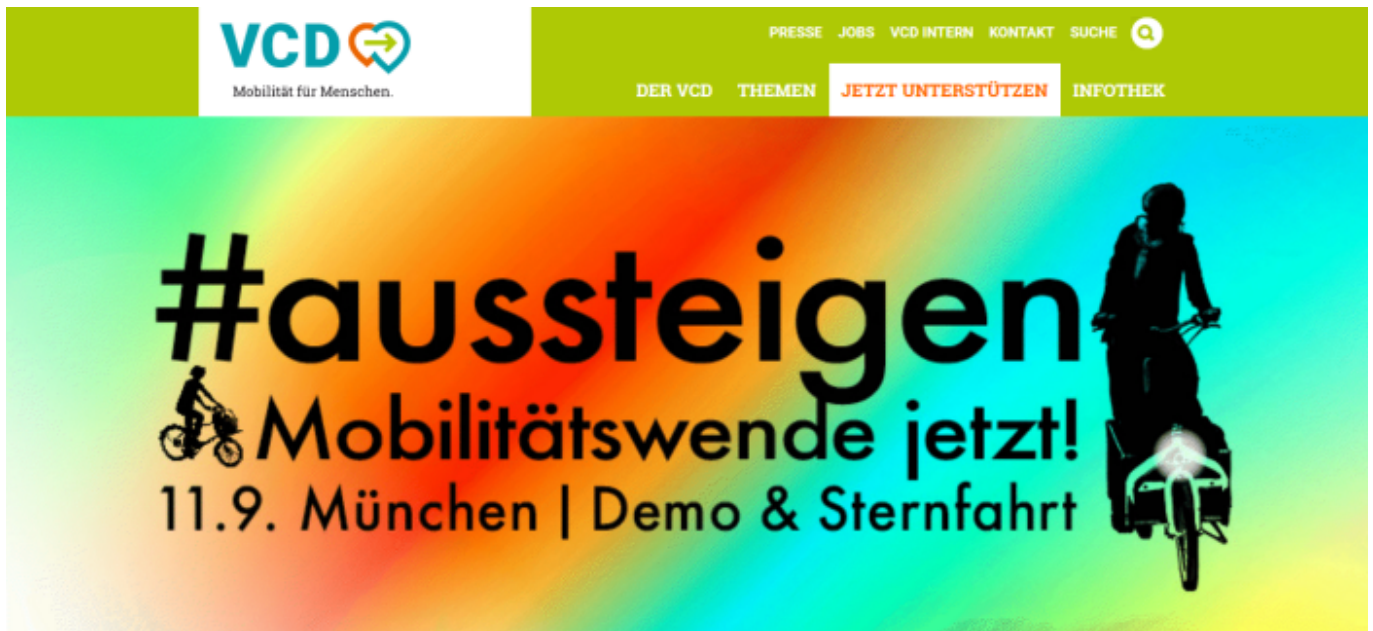 VCD
Mobilität für Menschen.
PRESSE JOBS VCD INTERN KONTAKT SUCHE
DER VCD THEMEN JETZT UNTERSTÜTZEN INFOTHEK
#aussteigen
Mobilitätswende jetzt!
11.9. München | Demo & Sternfahrt